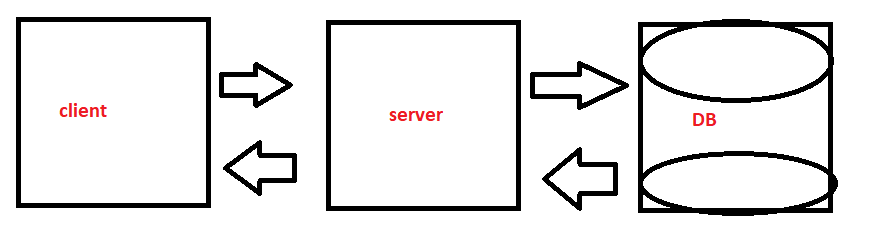 client
server
DB